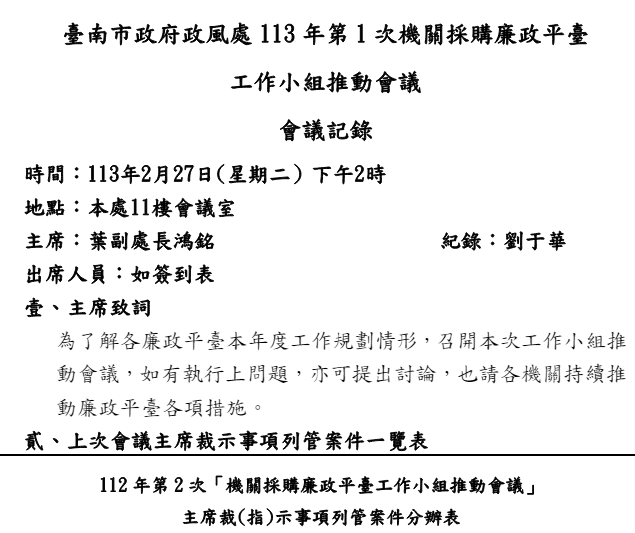 臺南市政府政風處 113 年第 1 次機關採購廉政平臺
工作小組推動會議
會議記錄
時間：113年2月27日(星期二) 下午2時
地點：本處11樓會議室
主席：葉副處長鴻銘 紀錄：劉于華
出席人員：如簽到表
壹、主席致詞
為了解各廉政平臺本年度工作規劃情形，召開本次工作小組推
動會議，如有執行上問題，亦可提出討論，也請各機關持續推
動廉政平臺各項措施。
貳、上次會議主席裁示事項列管案件一覽表
112 年第 2 次「機關採購廉政平臺工作小組推動會議」
主席裁(指)示事項列管案件分辦表